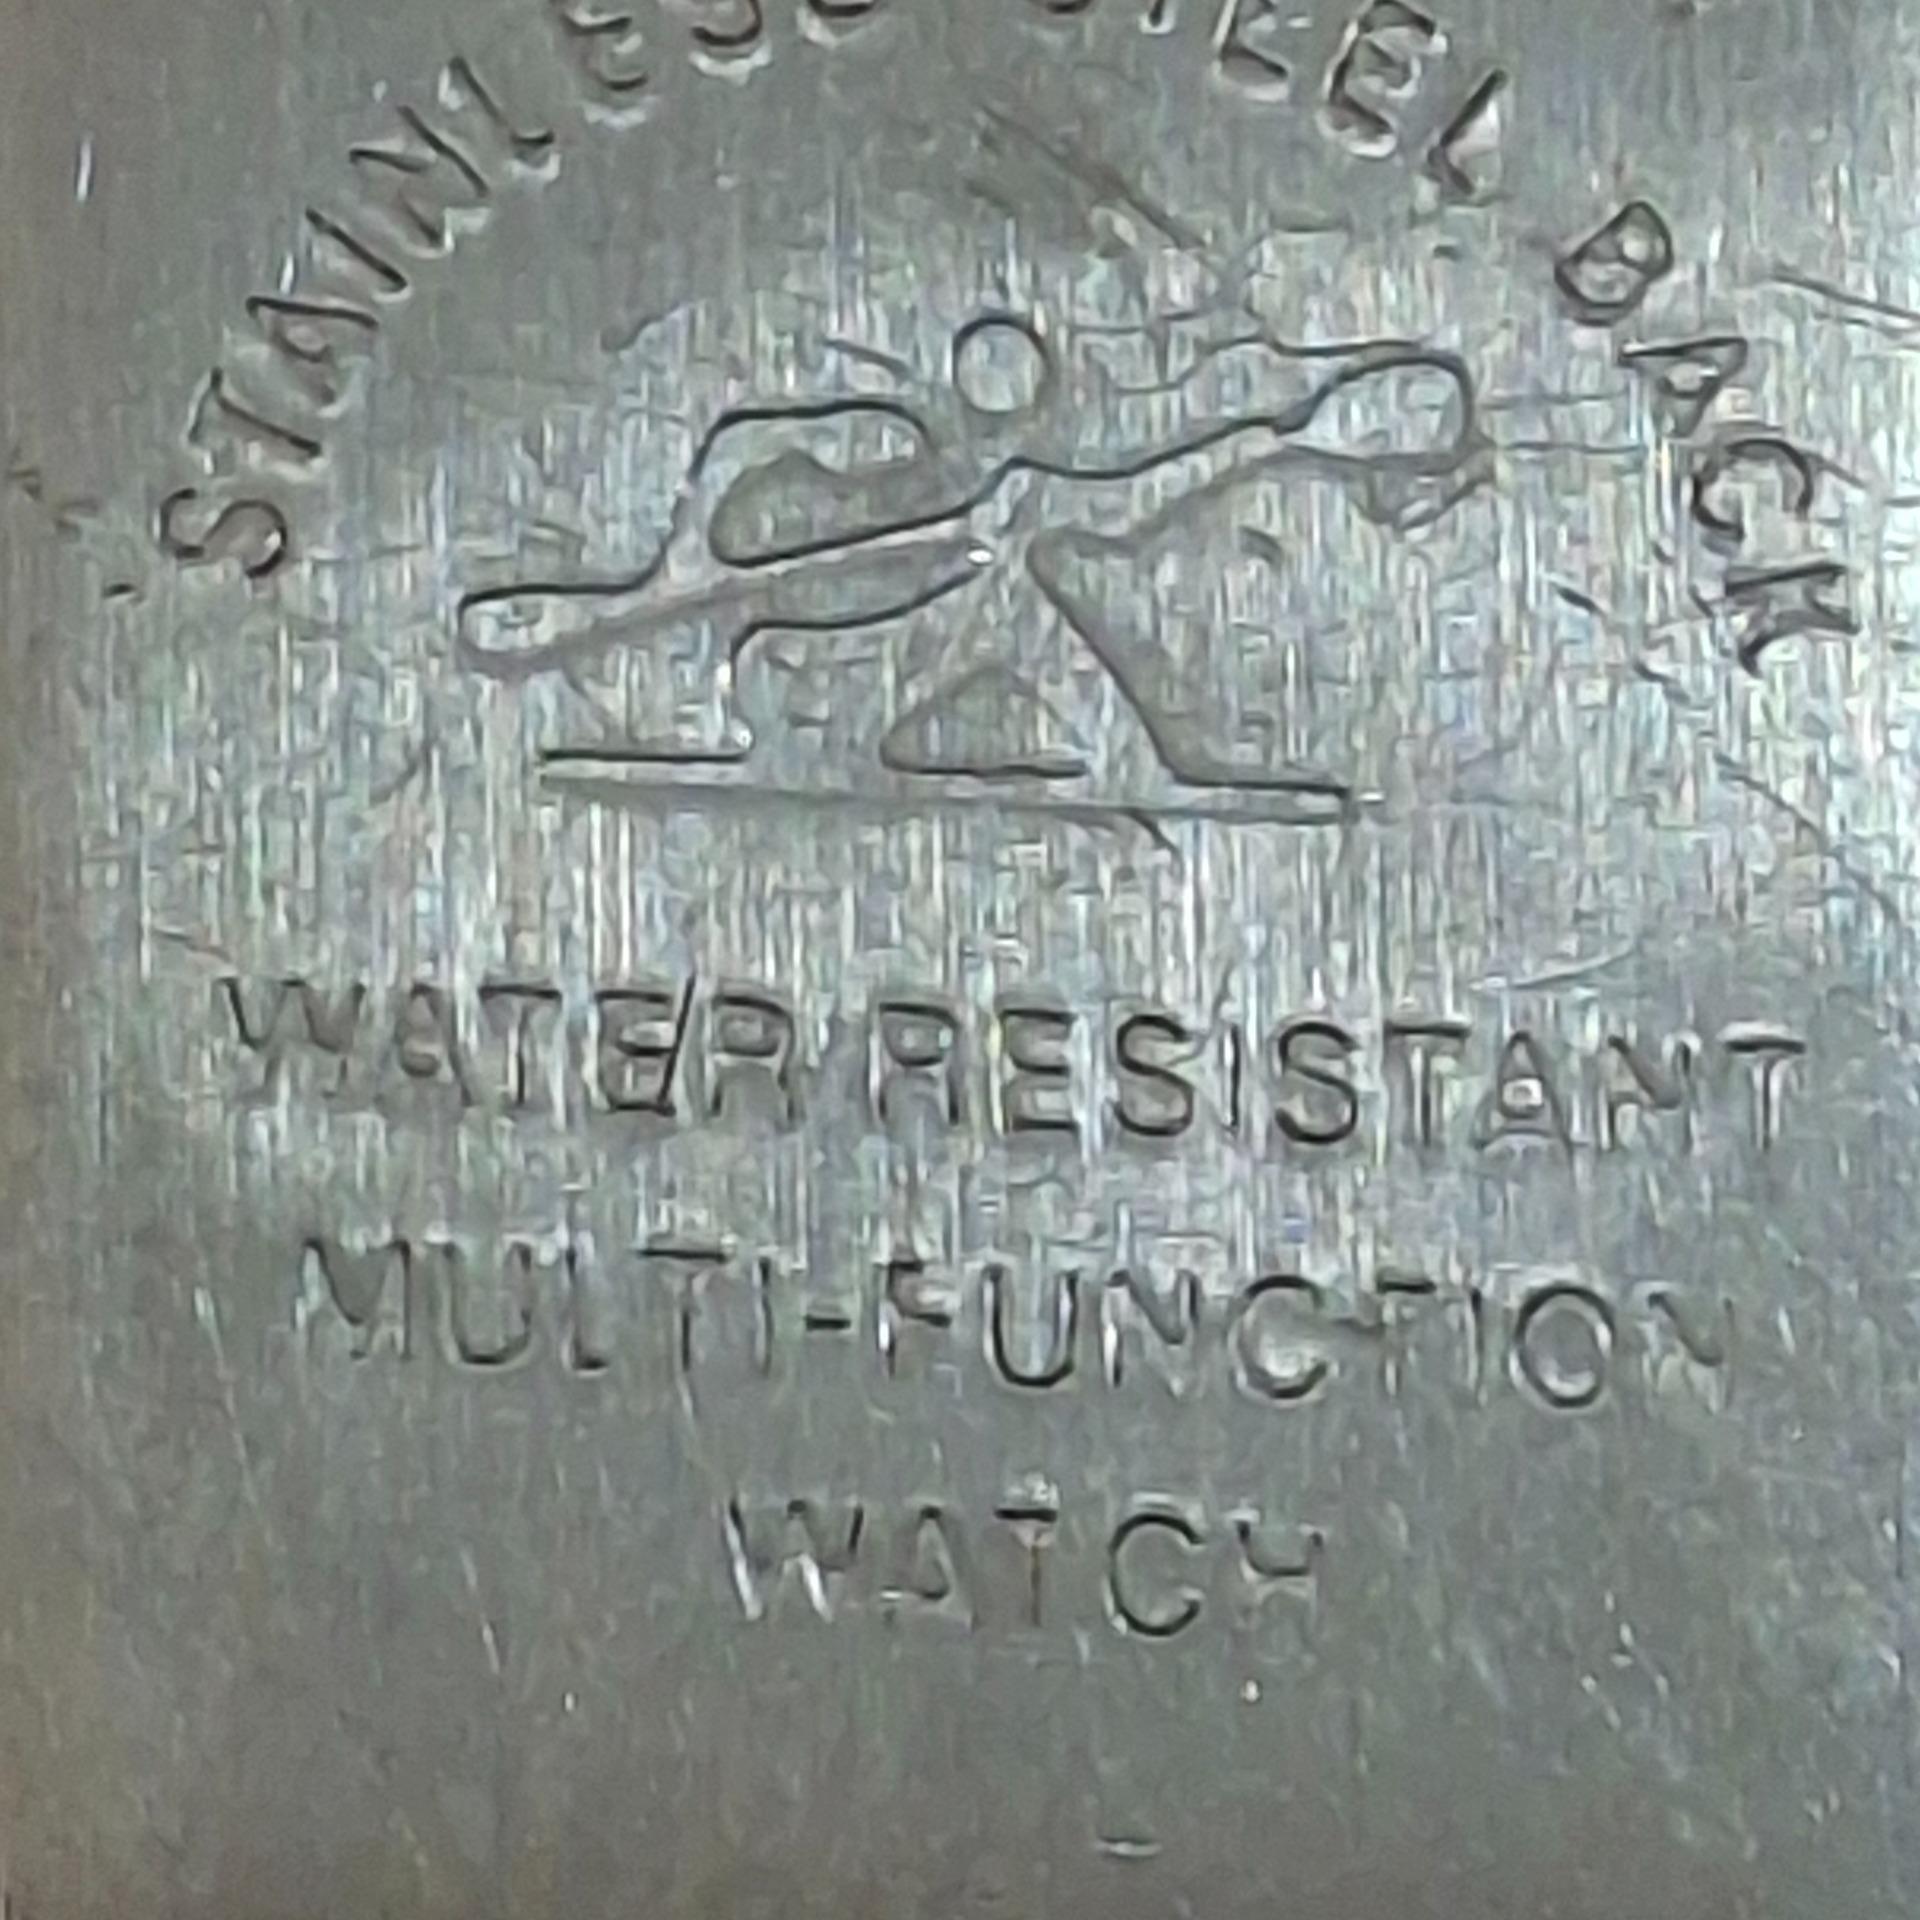 STAINLESS STEEL BACK
WATER RESISTANT
MULTI-FUNCTION
WATCH